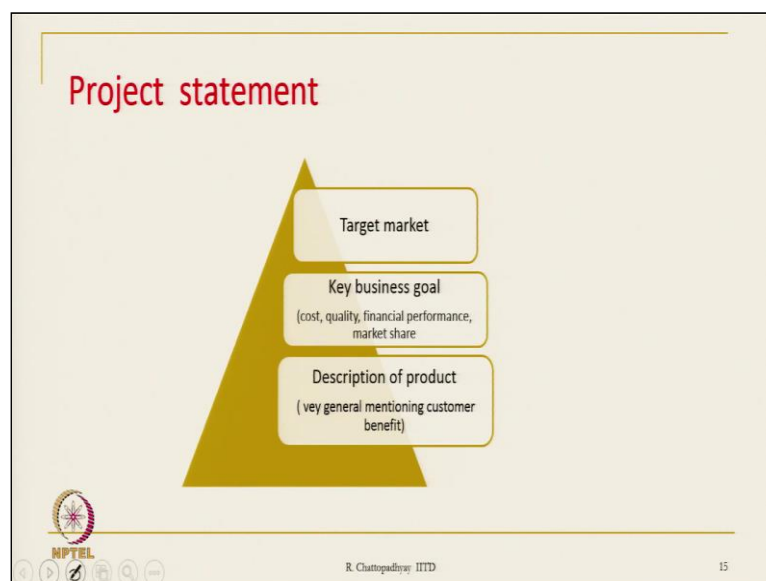 Project statement
Target market
Key business goal
(cost, quality, financial performance,
market share
Description of product
( vey general mentioning customer
benefit)
NPTEL
R. Chattopadhyay IITD
15